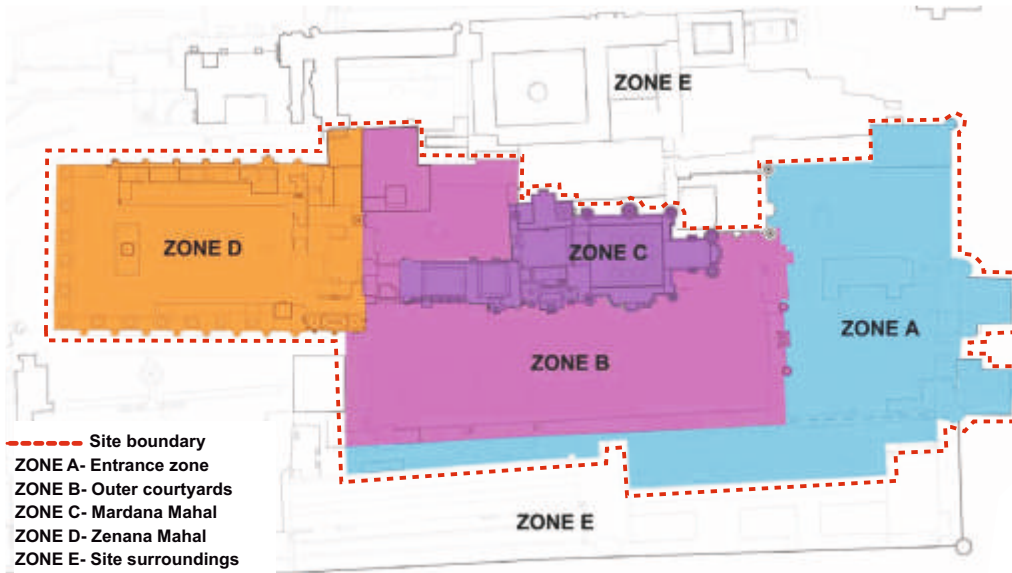 ZONE E
ZONE D
ZONE C
ZONE A
ZONE B
Site boundary
ZONE A- Entrance zone
ZONE B- Outer courtyards
ZONE C- Mardana Mahal
ZONE D- Zenana Mahal
ZONE E- Site surroundings
ZONE E